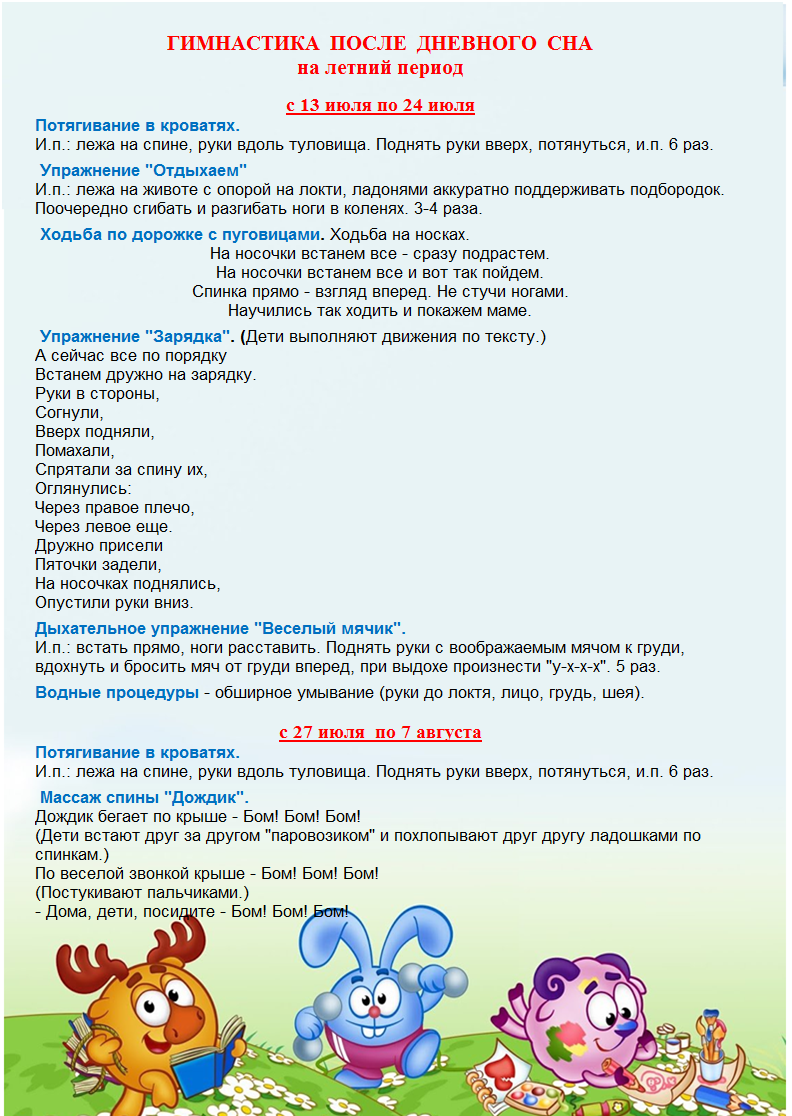 ГИМНАСТИКА ПОСЛЕ ДНЕВНОГО СНА
на летний период
с 13 июля по 24 июля
Потягивание в кроватях.
И.п.: лежа на спине, руки вдоль туловища. Поднять руки вверх, потянуться, и.п. 6 раз.
Упражнение "Отдыхаем"
И.п.: лежа на животе с опорой на локти, ладонями аккуратно поддерживать подбородок.
Поочередно сгибать и разгибать ноги в коленях. 3-4 раза.
Ходьба по дорожке с пуговицами. Ходьба на носках.
На носочки встанем все - сразу подрастем.
На носочки встанем все и вот так пойдем.
Спинка прямо - взгляд вперед. Не стучи ногами.
Научились так ходить и покажем маме.
Упражнение "Зарядка". (Дети выполняют движения по тексту.)
А сейчас все по порядку
Встанем дружно на зарядку.
Руки в стороны,
Согнули,
Вверх подняли,
Помахали,
Спрятали за спину их,
Оглянулись:
Через правое плечо,
Через левое еще.
Дружно присели
Пяточки задели,
На носочках поднялись,
Опустили руки вниз.
Дыхательное упражнение "Веселый мячик".
И.п.: встать прямо, ноги расставить. Поднять руки с воображаемым мячом к груди,
вдохнуть и бросить мяч от груди вперед, при выдохе произнести "у-х-х-х". 5 раз.
Водные процедуры - обширное умывание (руки до локтя, лицо, грудь, шея).
с 27 июля по 7 августа
Потягивание в кроватях.
И.п.: лежа на спине, руки вдоль туловища. Поднять руки вверх, потянуться, и.п. 6 раз.
Массаж спины "Дождик".
Дождик бегает по крыше - Бом! Бом! Бом!
(Дети встают друг за другом "паровозиком" и похлопывают друг другу ладошками по
спинкам.)
По веселой звонкой крыше - Бом! Бом! Бом!
(Постукивают пальчиками.)
- Дома, дети, посидите - Бом! Бом! Бом!